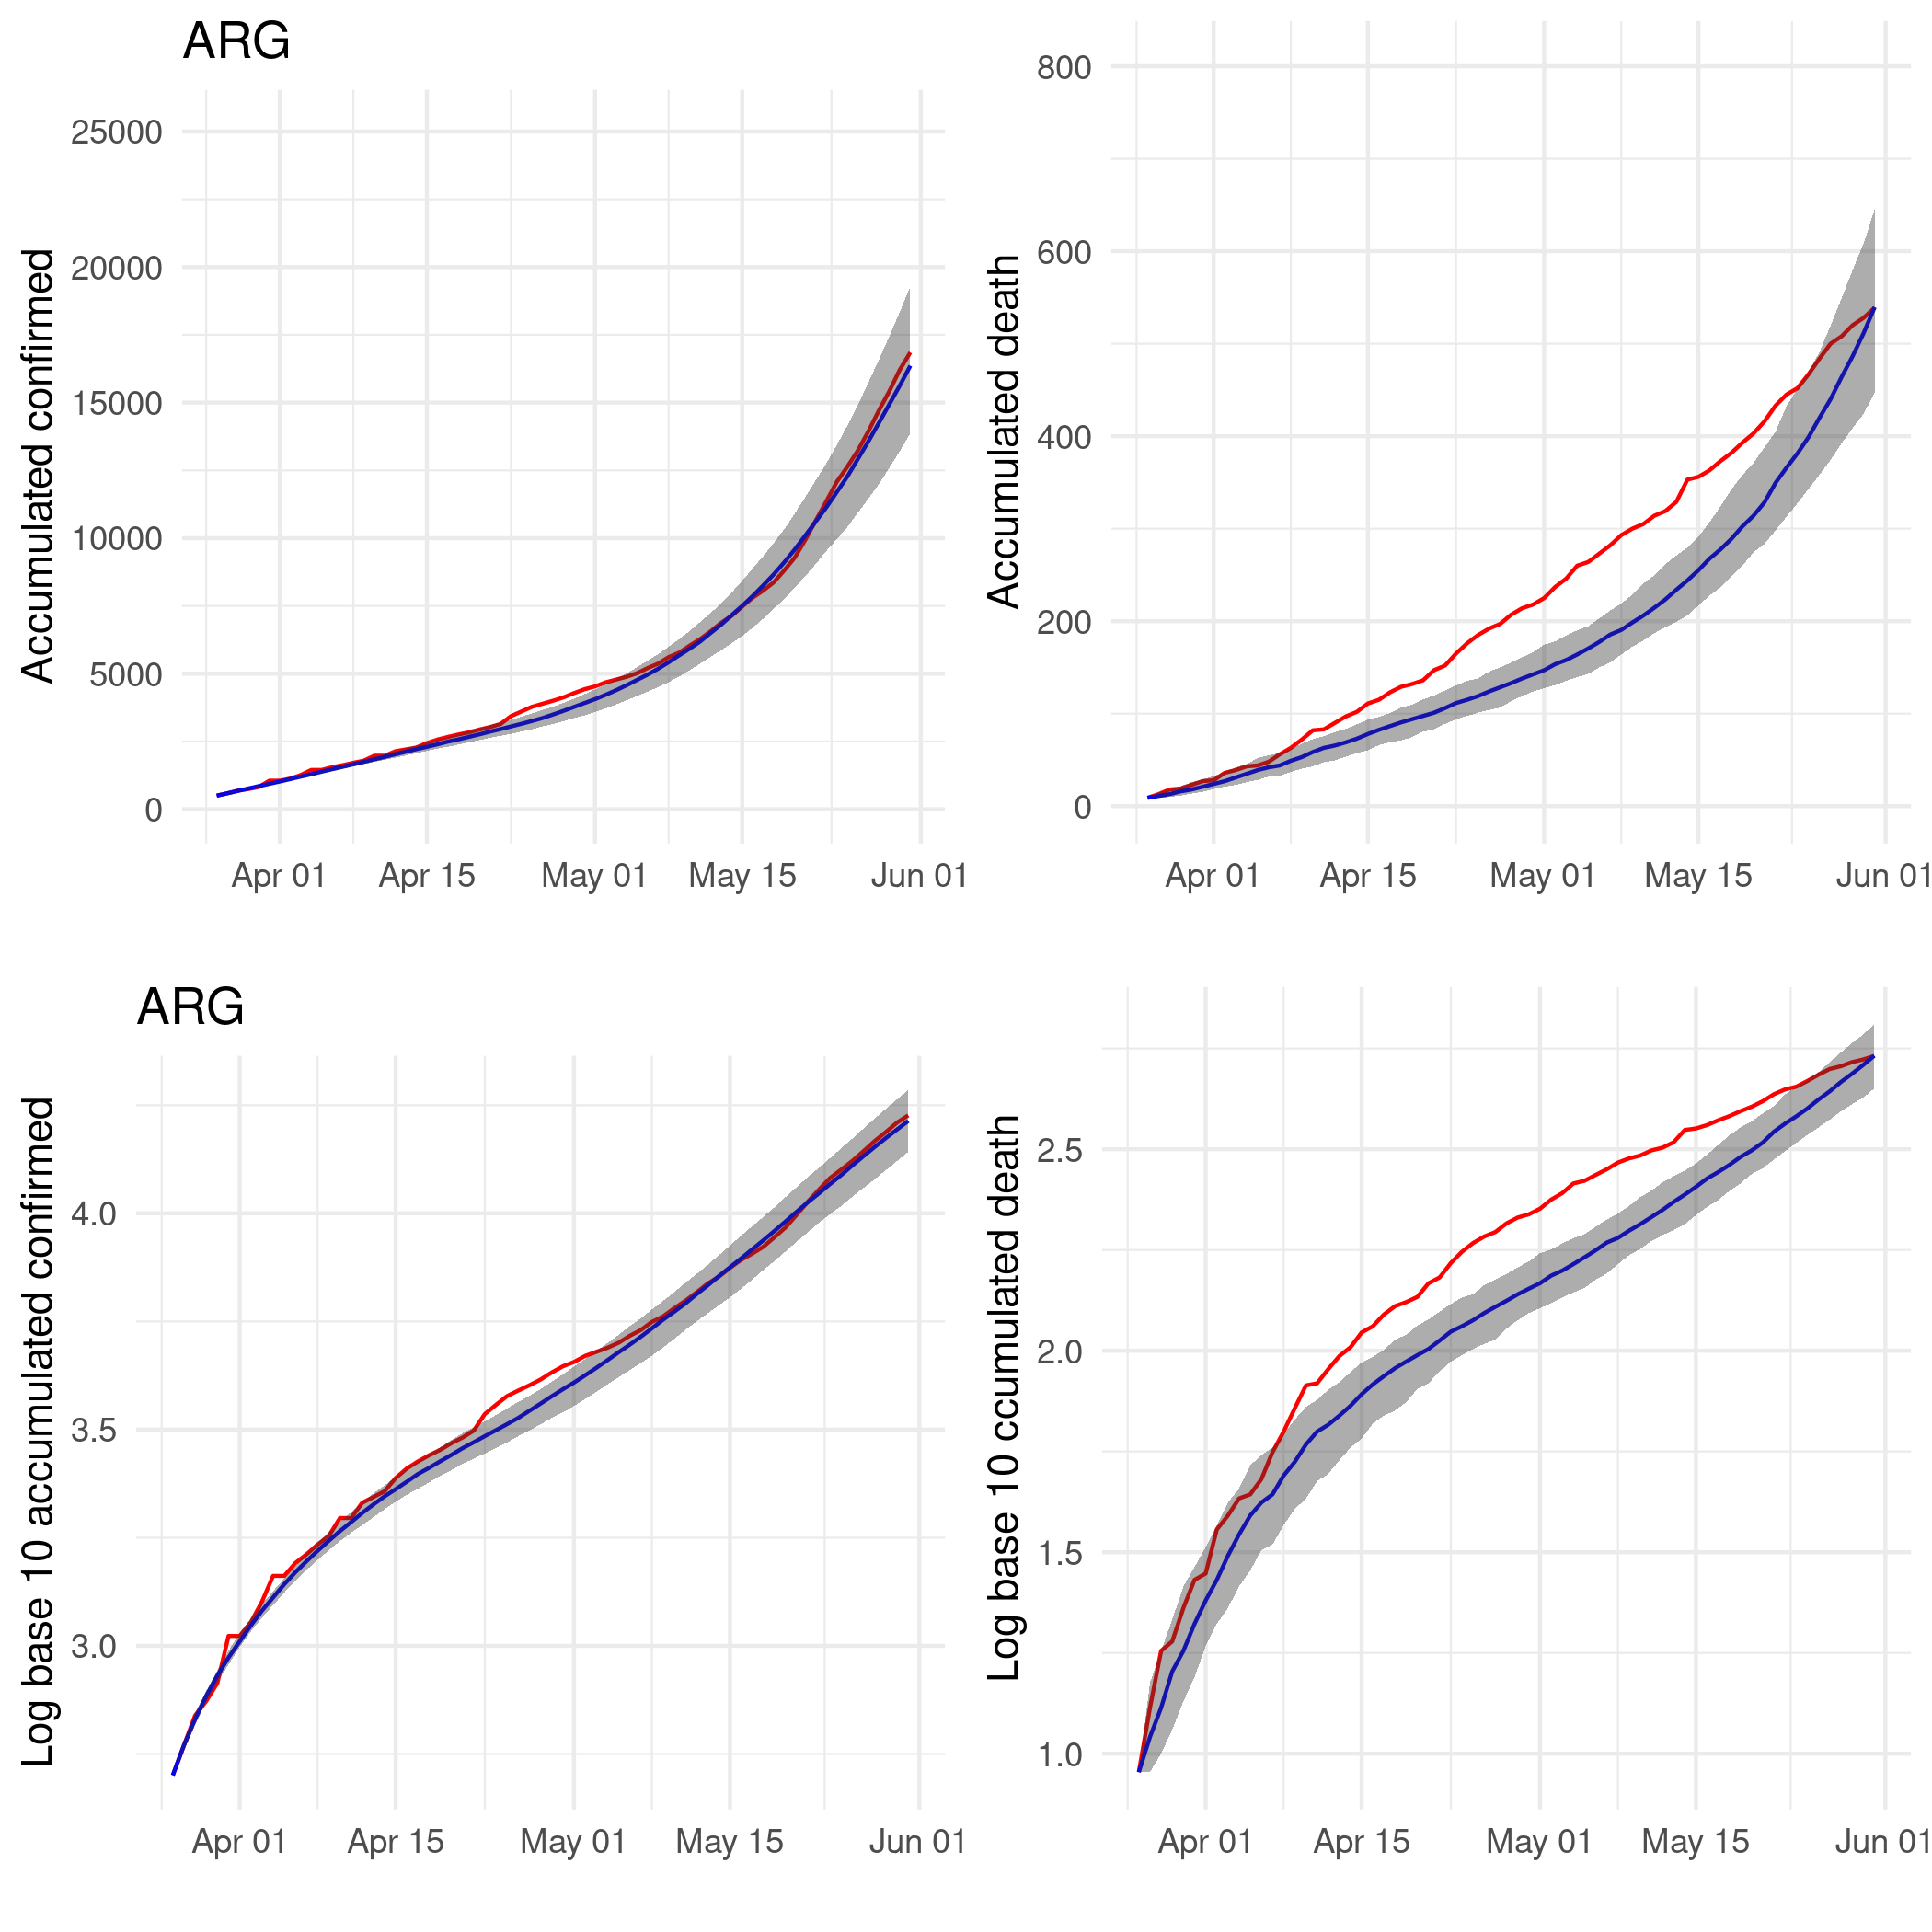 ARG
Accumulated confirmed
25000
20000
15000
10000
5000
0
Apr 01 Apr 15 May 01 May 15 Jun 01
Accumulated death
800
600
400
200
0
Apr 01 Apr 15 May 01 May 15 Jun 01
ARG
Log base 10 accumulated confirmed
4.0
3.5
3.0
Apr 01 Apr 15 May 01 May 15 Jun 01
Log base 10 ccumulated death
2.5
2.0
1.5
1.0
Apr 01 Apr 15 May 01 May 15 Jun 01